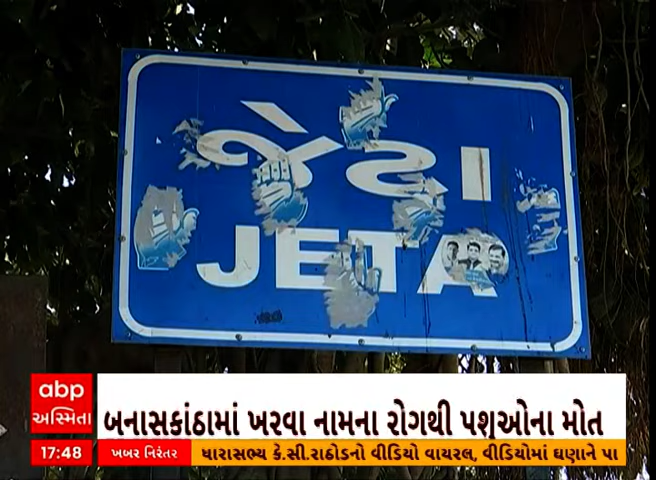 જેટા
JETA
abp
અસ્મિતા
બનાસકાંઠામાં ખરવા નામના રોગથી પશુઓના મોત
17:48
ખબર નિરંતર
ધારાસભ્ય કે.સી.રાઠોડનો વીડિયો વાયરલ, વીડિયોમાં ઘણાને પા